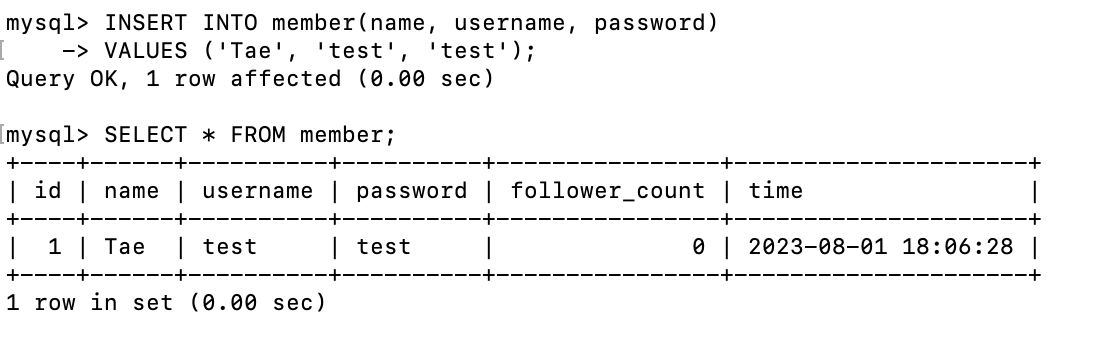 mysql> INSERT INTO member(name, username, password)
    -> VALUES ('Tae', 'test', 'test');
Query OK, 1 row affected (0.00 sec)

mysql> SELECT * FROM member;
+----+------+----------+----------+----------------+---------------------+
| id | name | username | password | follower_count | time                |
+----+------+----------+----------+----------------+---------------------+
|  1 | Tae  | test     | test     |              0 | 2023-08-01 18:06:28 |
+----+------+----------+----------+----------------+---------------------+
1 row in set (0.00 sec)